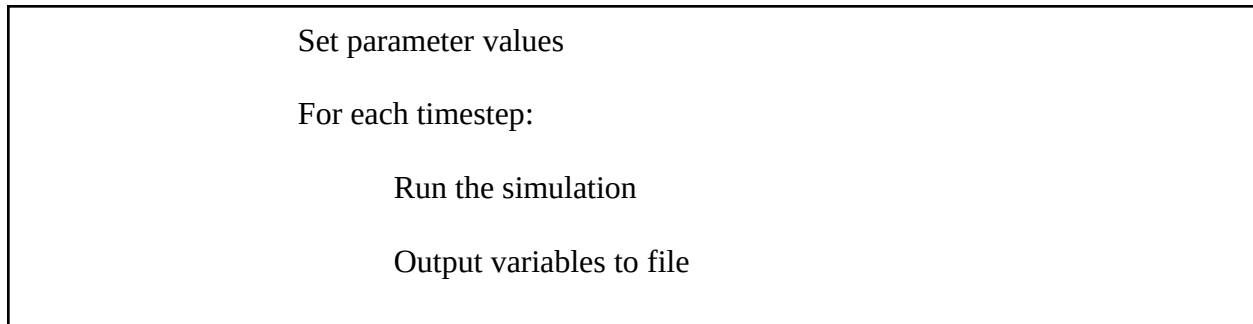 Set parameter values
For each timestep:
Run the simulation
Output variables to file